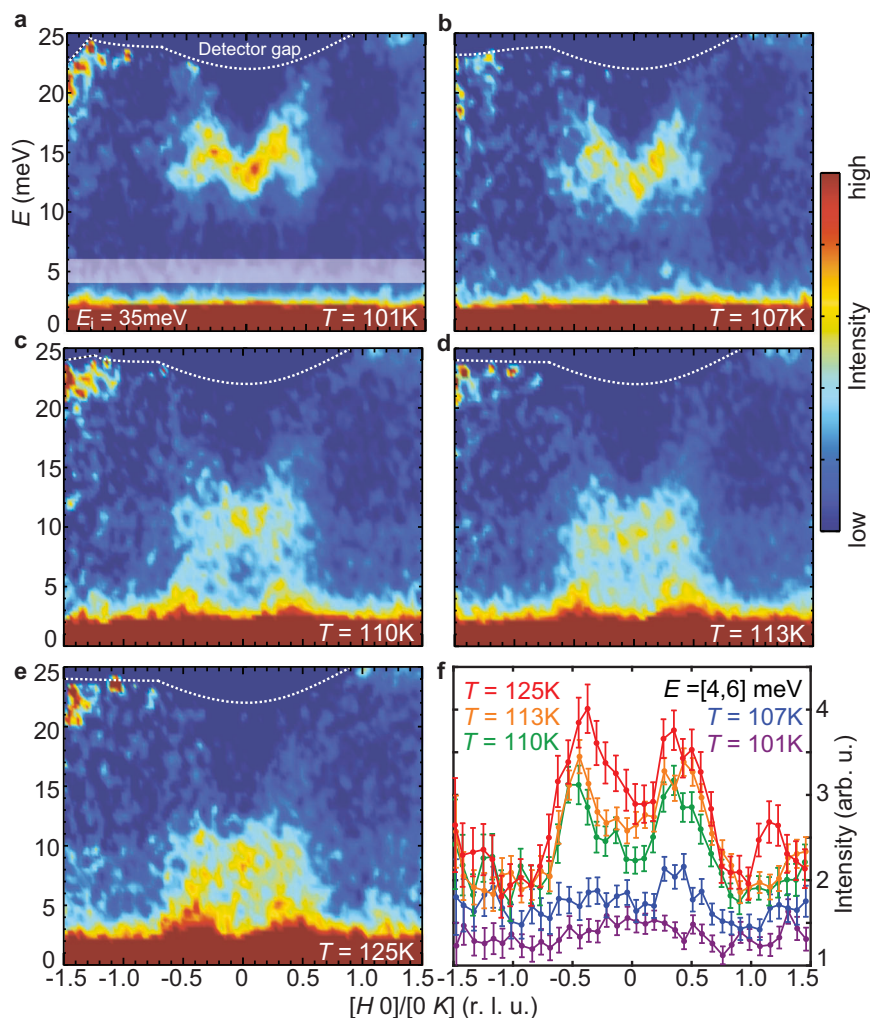 a
b
25
20
15
10
5
0
E (meV)
Detector gap
Ei = 35meV
T = 101K
T = 107K
high
Intensity
low
c
d
25
20
15
10
5
0
T = 110K
T = 113K
e
f
25
20
15
10
5
0
T = 125K
-1.5 -1.0 -0.5 0 0.5 1.0
T = 125K
T = 113K
T = 110K
E =[4,6] meV
T = 107K
T = 101K
4
3
2
1
Intensity (arb. u.)
-1.5 -1.0 -0.5 0 0.5 1.0 1.5
[H 0]/[0 K] (r. l. u.)